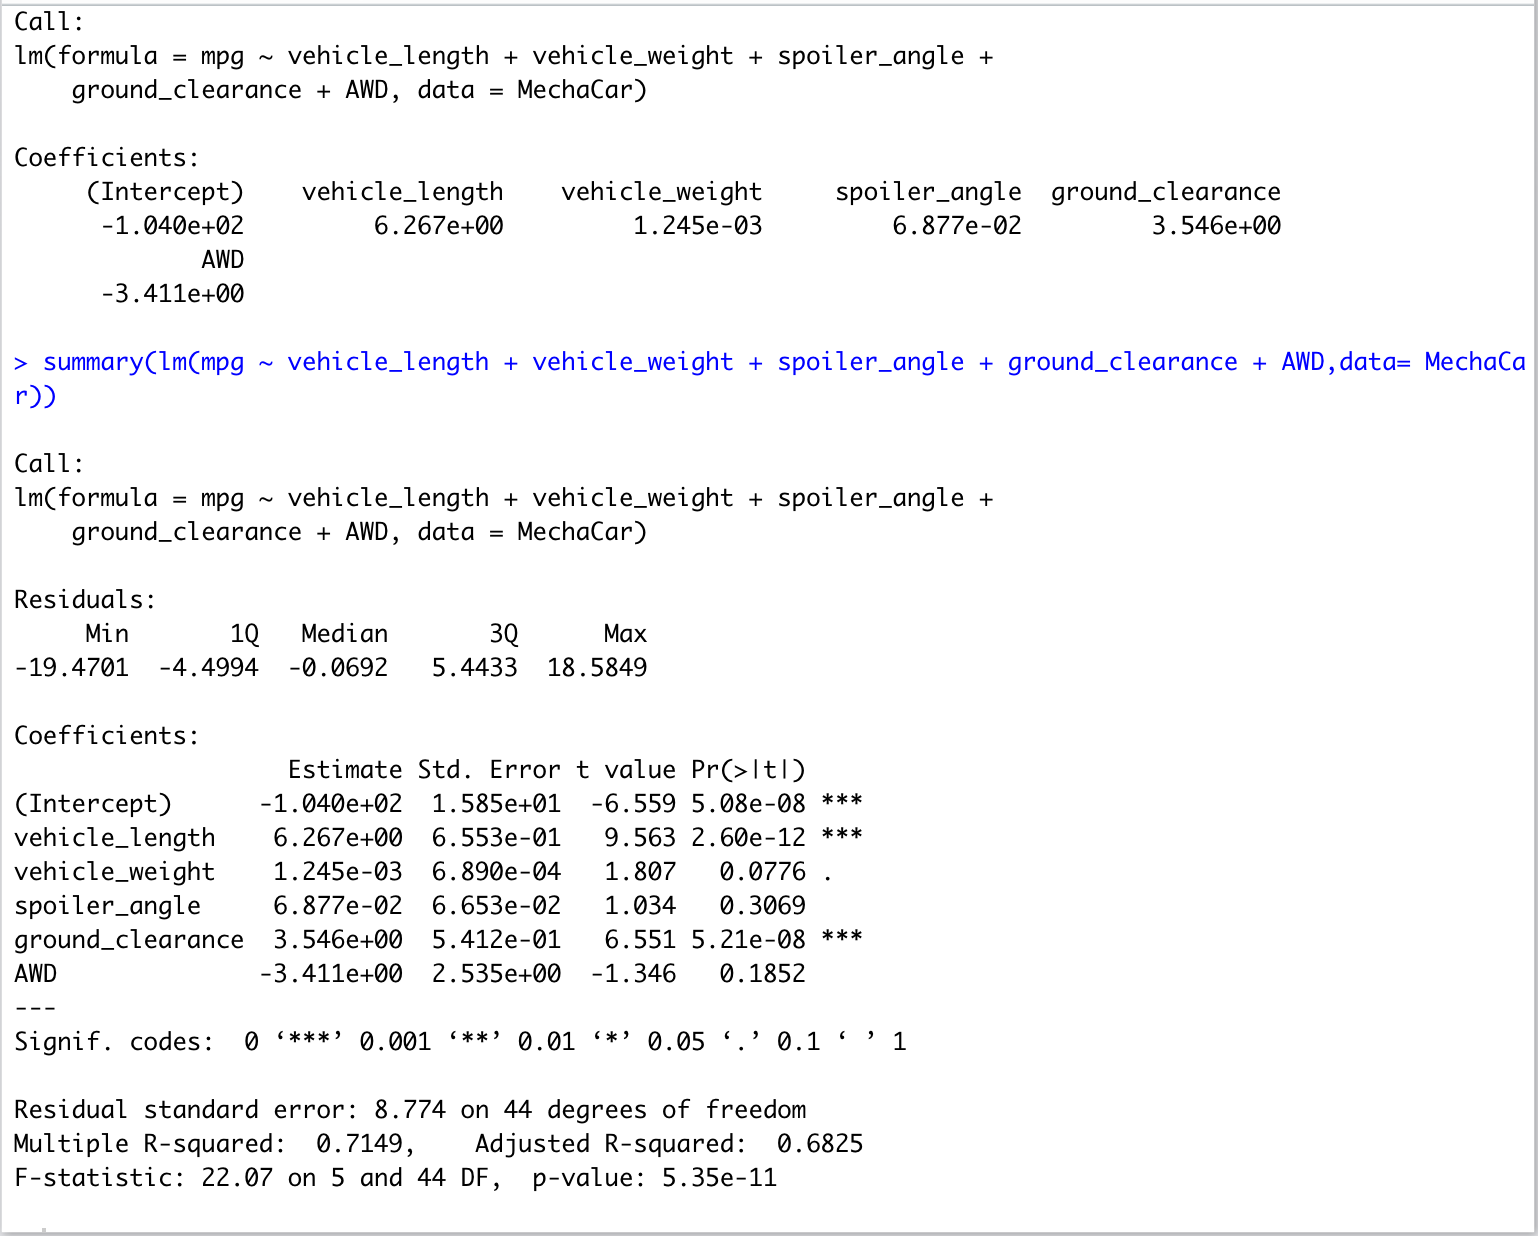 Call:
lm(formula = mpg ~ vehicle_length + vehicle_weight + spoiler_angle +
    ground_clearance + AWD, data = MechaCar)

Coefficients:
     (Intercept)    vehicle_length    vehicle_weight     spoiler_angle  ground_clearance
      -1.040e+02         6.267e+00         1.245e-03         6.877e-02         3.546e+00
             AWD
      -3.411e+00

> summary(lm(mpg ~ vehicle_length + vehicle_weight + spoiler_angle + ground_clearance + AWD,data= MechaCa
r))

Call:
lm(formula = mpg ~ vehicle_length + vehicle_weight + spoiler_angle +
    ground_clearance + AWD, data = MechaCar)

Residuals:
     Min       1Q   Median       3Q      Max
-19.4701  -4.4994  -0.0692   5.4433  18.5849

Coefficients:
                   Estimate Std. Error t value Pr(>|t|)
(Intercept)      -1.040e+02  1.585e+01  -6.559 5.08e-08 ***
vehicle_length    6.267e+00  6.553e-01   9.563 2.60e-12 ***
vehicle_weight    1.245e-03  6.890e-04   1.807   0.0776 .
spoiler_angle     6.877e-02  6.653e-02   1.034   0.3069
ground_clearance  3.546e+00  5.412e-01   6.551 5.21e-08 ***
AWD              -3.411e+00  2.535e+00  -1.346   0.1852
---
Signif. codes:  0 ‘***’ 0.001 ‘**’ 0.01 ‘*’ 0.05 ‘.’ 0.1 ‘ ’ 1

Residual standard error: 8.774 on 44 degrees of freedom
Multiple R-squared:  0.7149,    Adjusted R-squared:  0.6825
F-statistic: 22.07 on 5 and 44 DF,  p-value: 5.35e-11